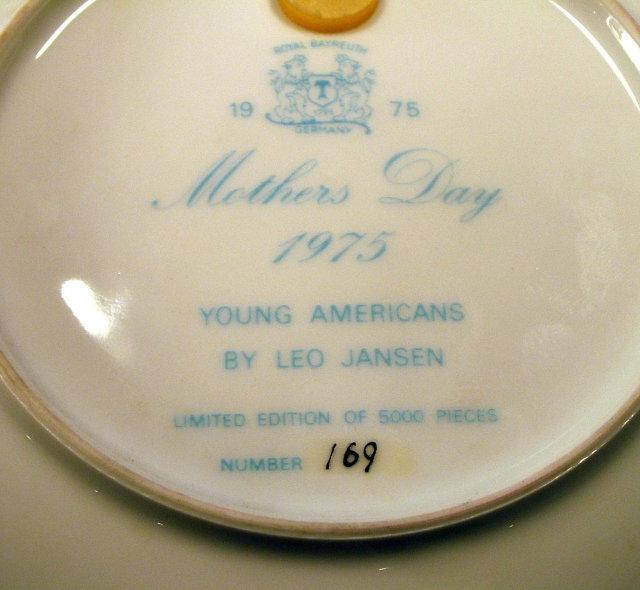 ROYAL BAYREUTH
T
19 75
GERMANY
Mothers Day
1975
YOUNG AMERICANS
BY LEO JANSEN
LIMITED EDITION OF 5000 PIECES
NUMBER 169